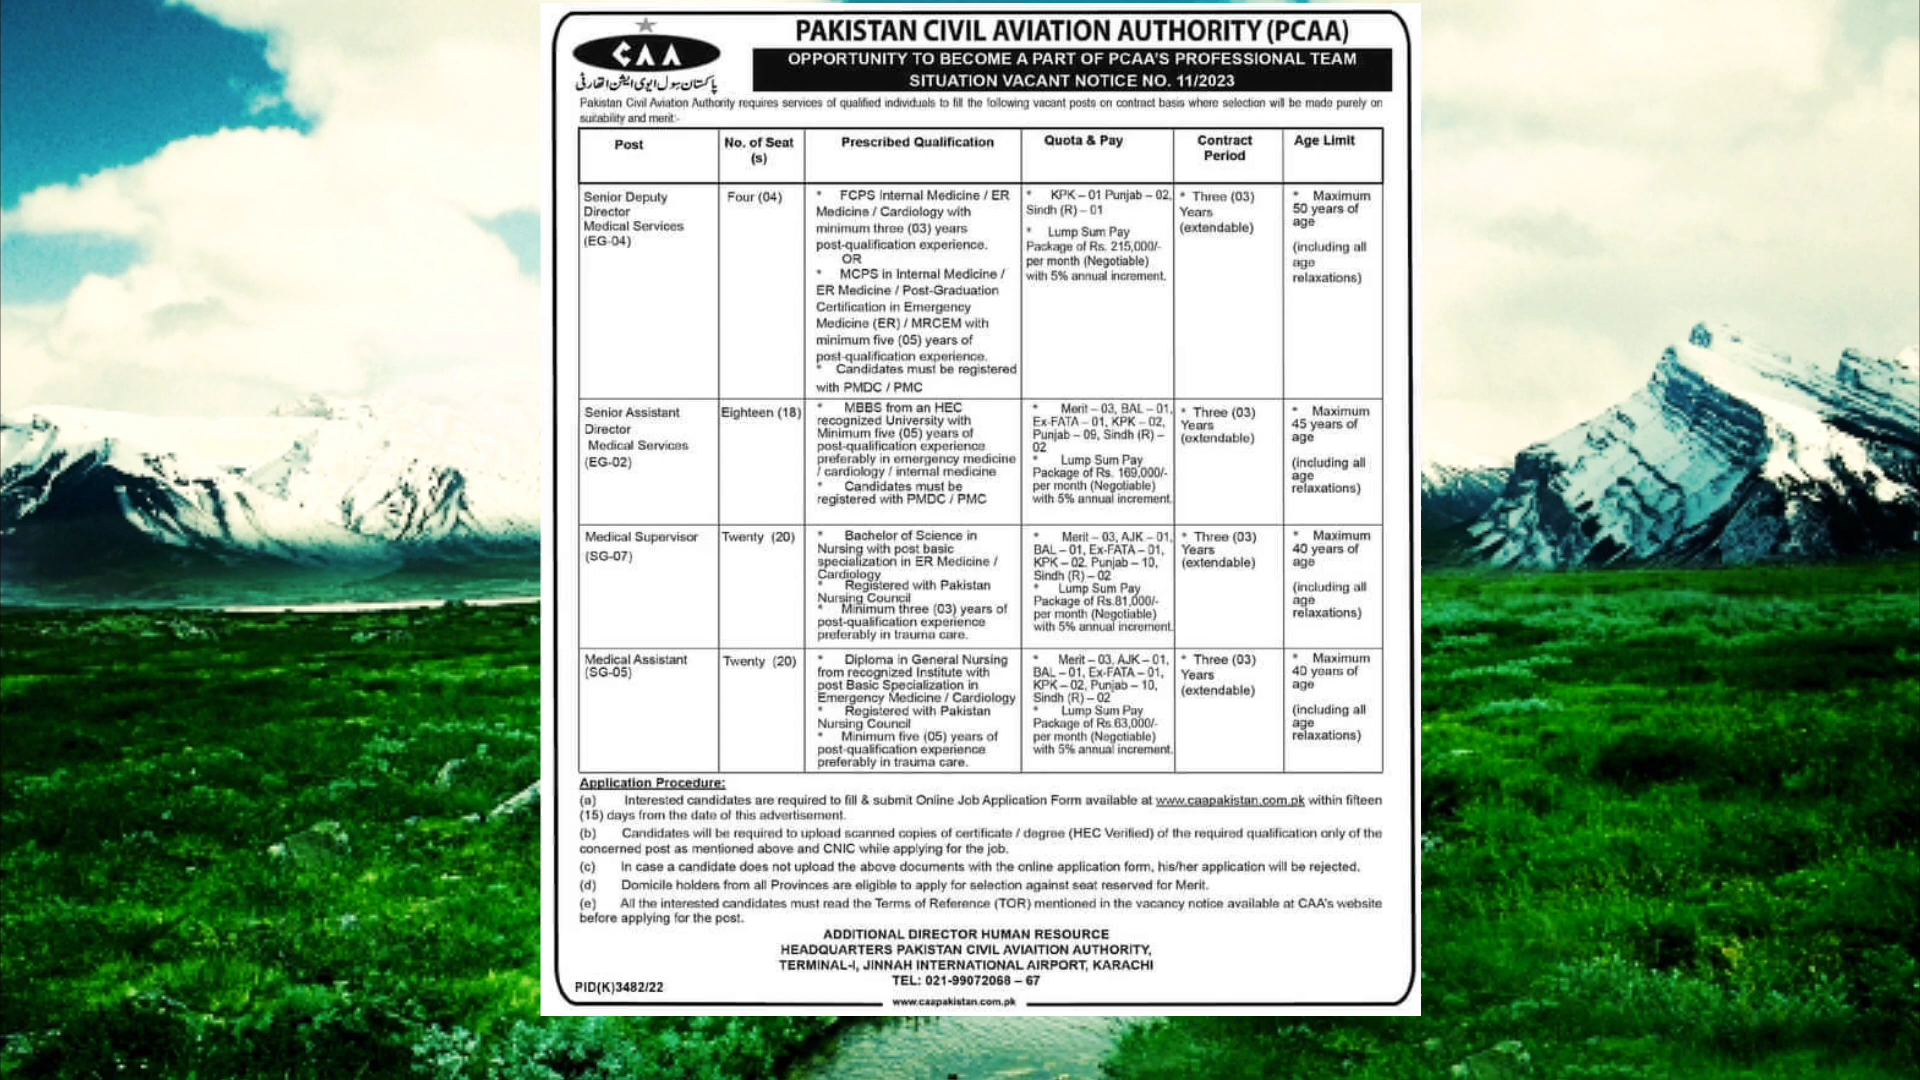 PAKISTAN CIVIL AVIATION AUTHORITY (PCAA)
CAA
پاکستان سول ایوی ایشن اتھارٹی
OPPORTUNITY TO BECOME A PART OF PCAA'S PROFESSIONAL TEAM
SITUATION VACANT NOTICE NO. 11/2023
Pakistan Civil Aviation Authority requires services of qualified individuals to fill the following vacant posts on contract basis where selection will be made purely on
suitability and merit:-
Post
No. of Seat
(s)
Prescribed Qualification
Quota & Pay
Contract
Period
Age Limit
Senior Deputy
Director
Medical Services
(EG-04)
Four (04)
* FCPS Internal Medicine / ER
Medicine / Cardiology with
minimum three (03) years
post-qualification experience.
OR
* MCPS in Internal Medicine /
ER Medicine / Post-Graduation
Certification in Emergency
Medicine (ER) / MRCEM with
minimum five (05) years of
post-qualification experience.
* Candidates must be registered
with PMDC / PMC
* KPK – 01 Punjab – 02,
Sindh (R) – 01
* Lump Sum Pay
Package of Rs. 215,000/-
per month (Negotiable)
with 5% annual increment.
* Three (03)
Years
(extendable)
* Maximum
50 years of
age
(including all
age
relaxations)
Senior Assistant
Director
Medical Services
(EG-02)
Eighteen (18)
* MBBS from an HEC
recognized University with
Minimum five (05) years of
post-qualification experience
preferably in emergency medicine
/ cardiology / internal medicine
* Candidates must be
registered with PMDC / PMC
* Merit – 03, BAL – 01,
Ex-FATA – 01, KPK – 02,
Punjab – 09, Sindh (R) –
02
* Lump Sum Pay
Package of Rs. 169,000/-
per month (Negotiable)
with 5% annual increment.
* Three (03)
Years
(extendable)
* Maximum
45 years of
age
(including all
age
relaxations)
Medical Supervisor
(SG-07)
Twenty (20)
* Bachelor of Science in
Nursing with post basic
specialization in ER Medicine /
Cardiology
* Registered with Pakistan
Nursing Council
* Minimum three (03) years of
post-qualification experience
preferably in trauma care.
* Merit – 03, AJK – 01,
BAL – 01, Ex-FATA – 01,
KPK – 02, Punjab – 10,
Sindh (R) – 02
* Lump Sum Pay
Package of Rs.81,000/-
per month (Negotiable)
with 5% annual increment.
* Three (03)
Years
(extendable)
* Maximum
40 years of
age
(including all
age
relaxations)
Medical Assistant
(SG-05)
Twenty (20)
* Diploma in General Nursing
from recognized Institute with
post Basic Specialization in
Emergency Medicine / Cardiology
* Registered with Pakistan
Nursing Council
* Minimum five (05) years of
post-qualification experience
preferably in trauma care.
* Merit – 03, AJK – 01,
BAL – 01, Ex-FATA – 01,
KPK – 02, Punjab – 10,
Sindh (R) – 02
* Lump Sum Pay
Package of Rs.63,000/-
per month (Negotiable)
with 5% annual increment.
* Three (03)
Years
(extendable)
* Maximum
40 years of
age
(including all
age
relaxations)
Application Procedure:
(a) Interested candidates are required to fill & submit Online Job Application Form available at www.caapakistan.com.pk within fifteen
(15) days from the date of this advertisement.
(b) Candidates will be required to upload scanned copies of certificate / degree (HEC Verified) of the required qualification only of the
concerned post as mentioned above and CNIC while applying for the job.
(c) In case a candidate does not upload the above documents with the online application form, his/her application will be rejected.
(d) Domicile holders from all Provinces are eligible to apply for selection against seat reserved for Merit.
(e) All the interested candidates must read the Terms of Reference (TOR) mentioned in the vacancy notice available at CAA's website
before applying for the post.
ADDITIONAL DIRECTOR HUMAN RESOURCE
HEADQUARTERS PAKISTAN CIVIL AVIATION AUTHORITY,
TERMINAL-I, JINNAH INTERNATIONAL AIRPORT, KARACHI
TEL: 021-99072068 – 67
PID(K)3482/22
www.caapakistan.com.pk